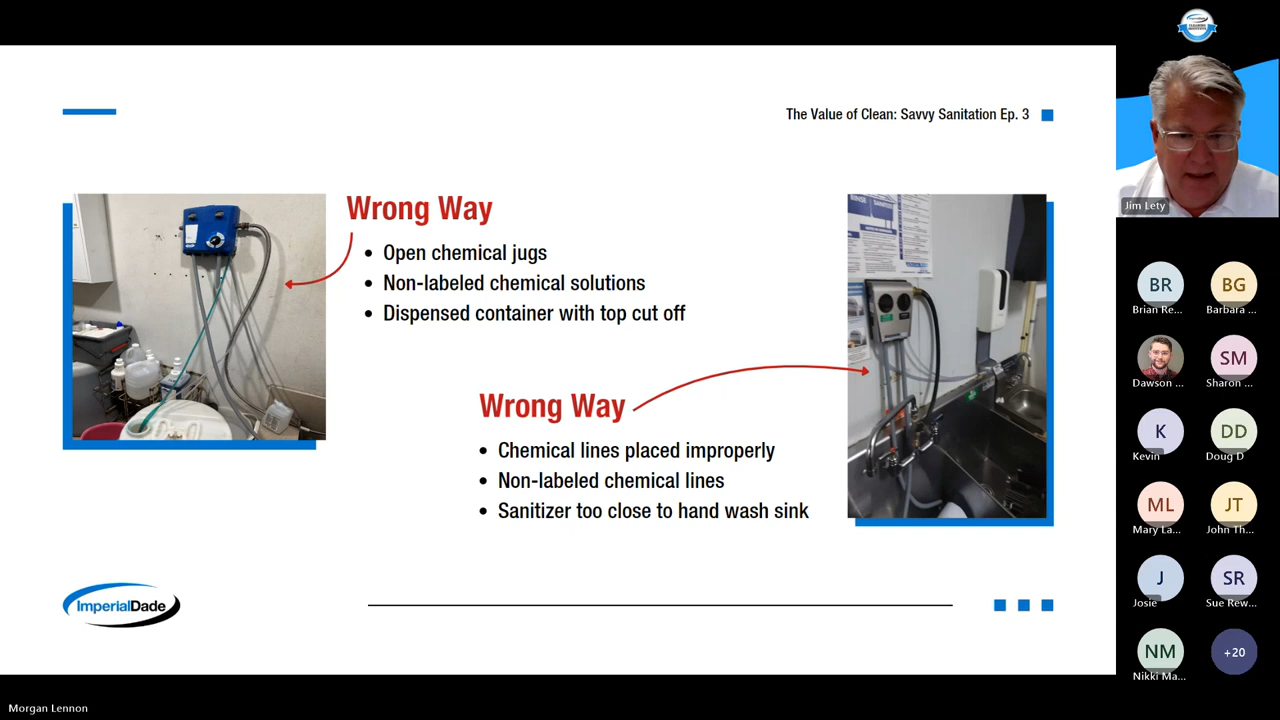 The Value of Clean: Savvy Sanitation Ep. 3
Wrong Way
Open chemical jugs
Non-labeled chemical solutions
Dispensed container with top cut off
Wrong Way
Chemical lines placed improperly
Non-labeled chemical lines
Sanitizer too close to hand wash sink
ImperialDade
Jim Lety
BR
Brian Re...
BG
Barbara ...
Dawson ...
SM
Sharon ...
K
Kevin
DD
Doug D
ML
Mary La...
JT
John Th...
J
Josie
SR
Sue Rew...
NM
Nikki Ma...
+20
Morgan Lennon